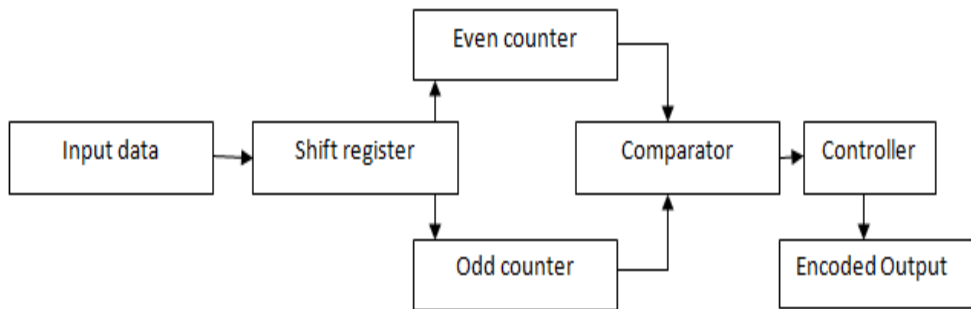 Even counter
Input data
Shift register
Comparator
Controller
Odd counter
Encoded Output